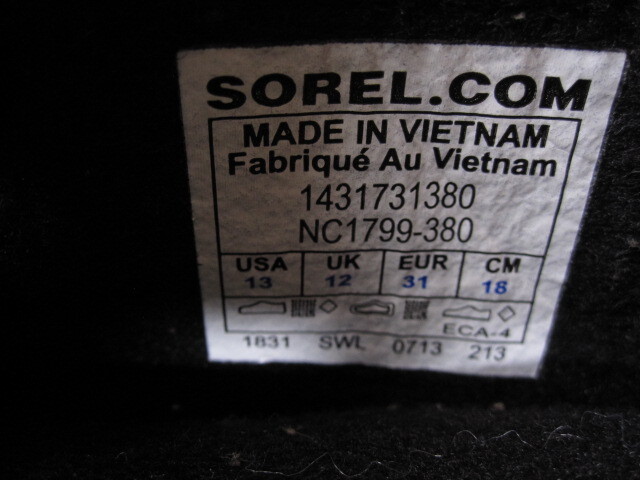 SOREL.COM
MADE IN VIETNAM
Fabriqué Au Vietnam
1431731380
NC1799-380
USA UK EUR CM
13 12 31 18
ECA-4
1831 SWL 0713 213